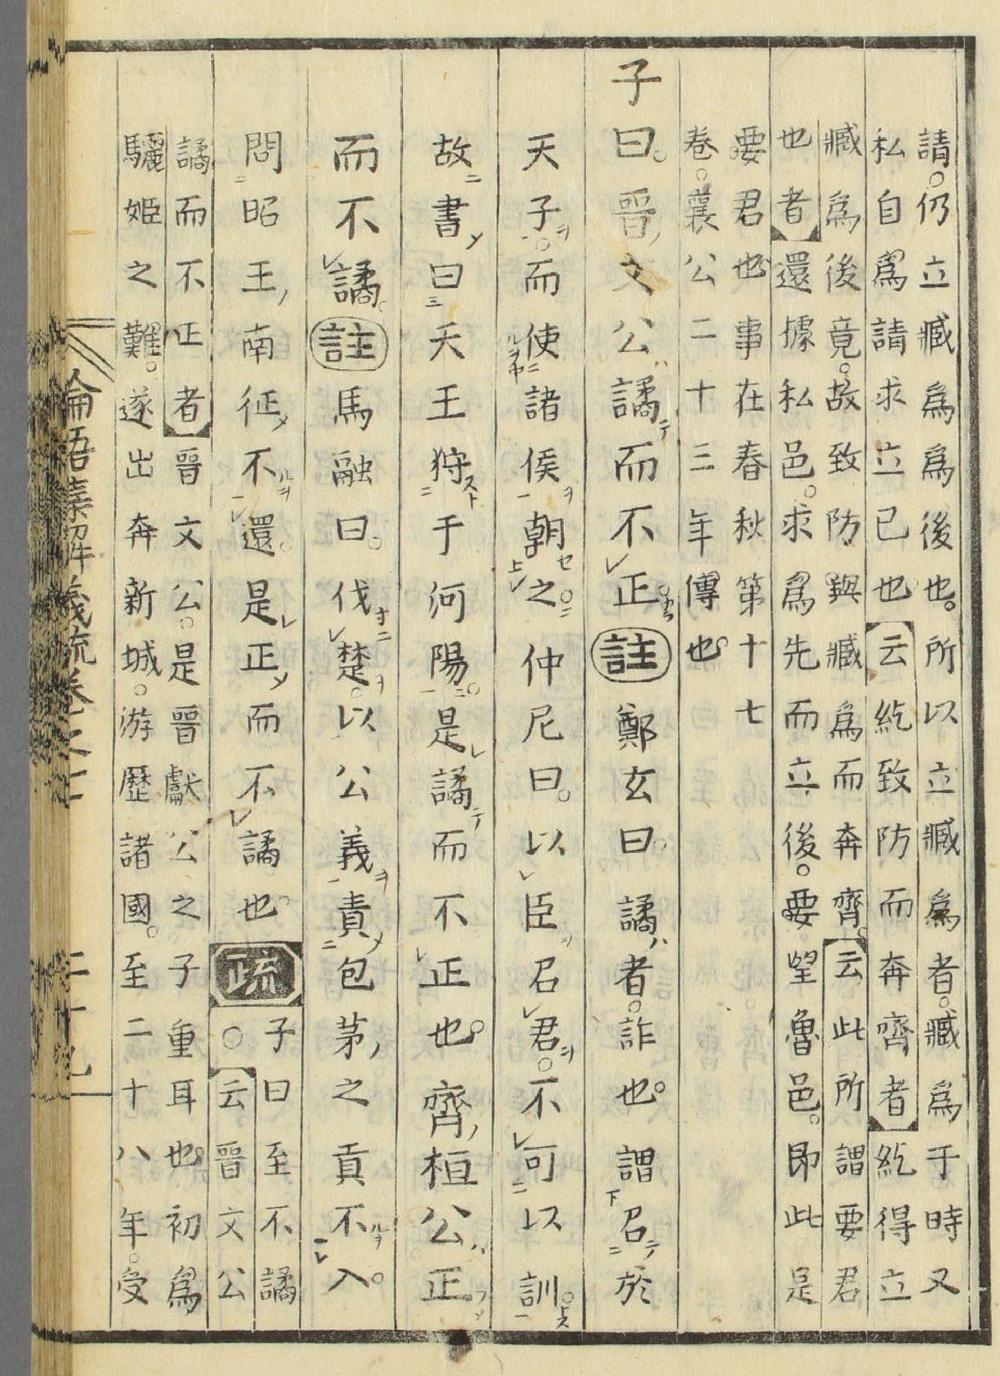 請仍立臧爲爲後也所以立臧爲者臧爲于時又
私自爲請求立已也云紇致防而奔齊者紇得立
臧爲後竟故致防與臧爲而奔齊云此所謂要君
也者還據私邑求爲先而立後要望魯邑即此是
要君也事在春秋第十七
卷襄公二十三年傳也
子曰晉文公譎而不正註鄭玄曰譎者詐也謂召於
天子而使諸侯朝之仲尼曰以臣召君不可以訓
故書曰天王狩于河陽是譎而不正也齊桓公正
而不譎註馬融曰伐楚以公義責包茅之貢不入
問昭王南征不還是正而不譎也疏
子曰至不譎
○云晉文公
譎而不正者晉文公是晉獻公之子重耳也初爲
驪姬之難遂出奔新城游歷諸國至二十八年受
論語集解義疏卷之七
二十九